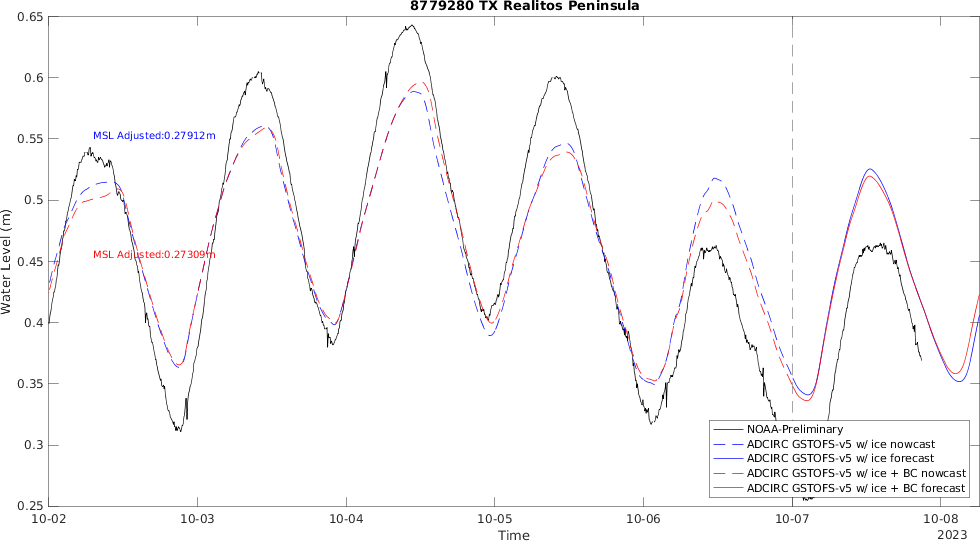 8779280 TX Realitos Peninsula
0.65
0.6
0.55
0.5
0.45
0.4
0.35
0.3
0.25
Water Level (m)
MSL Adjusted:0.27912m
MSL Adjusted:0.27309m
NOAA-Preliminary
ADCIRC GSTOFS-v5 w/ ice nowcast
ADCIRC GSTOFS-v5 w/ ice forecast
ADCIRC GSTOFS-v5 w/ ice + BC nowcast
ADCIRC GSTOFS-v5 w/ ice + BC forecast
10-02 10-03 10-04 10-05 10-06 10-07 10-08
2023
Time